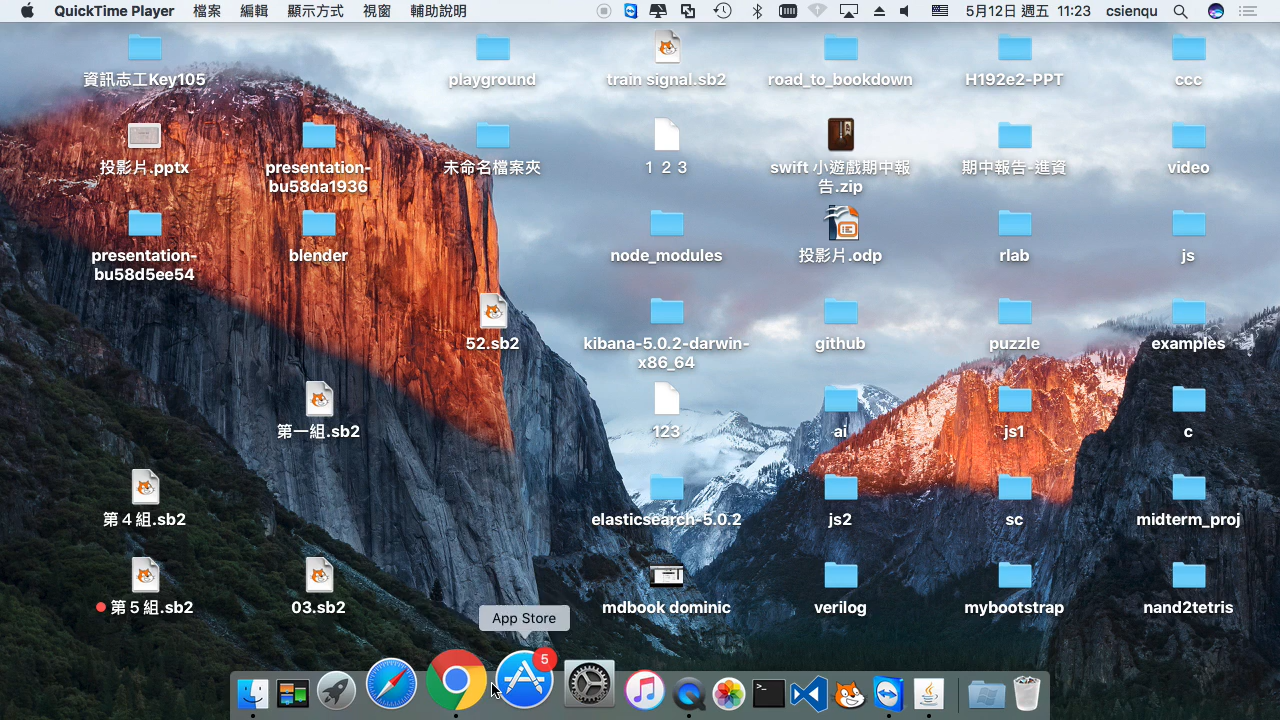 QuickTime Player 檔案 編輯 顯示方式 視窗 輔助說明 5月12日 週五 11:23 csienqu
資訊志工Key105 playground train signal.sb2 road_to_bookdown H192e2-PPT ccc
投影片.pptx presentation-bu58da1936 未命名檔案夾 １２３ swift 小遊戲期中報告.zip 期中報告-進資 video
presentation-bu58d5ee54 blender node_modules 投影片.odp rlab js
52.sb2 kibana-5.0.2-darwin-x86_64 github puzzle examples
第一組.sb2 123 ai js1 c
第４組.sb2 elasticsearch-5.0.2 js2 sc midterm_proj
第５組.sb2 03.sb2 mdbook dominic verilog mybootstrap nand2tetris
App Store
5